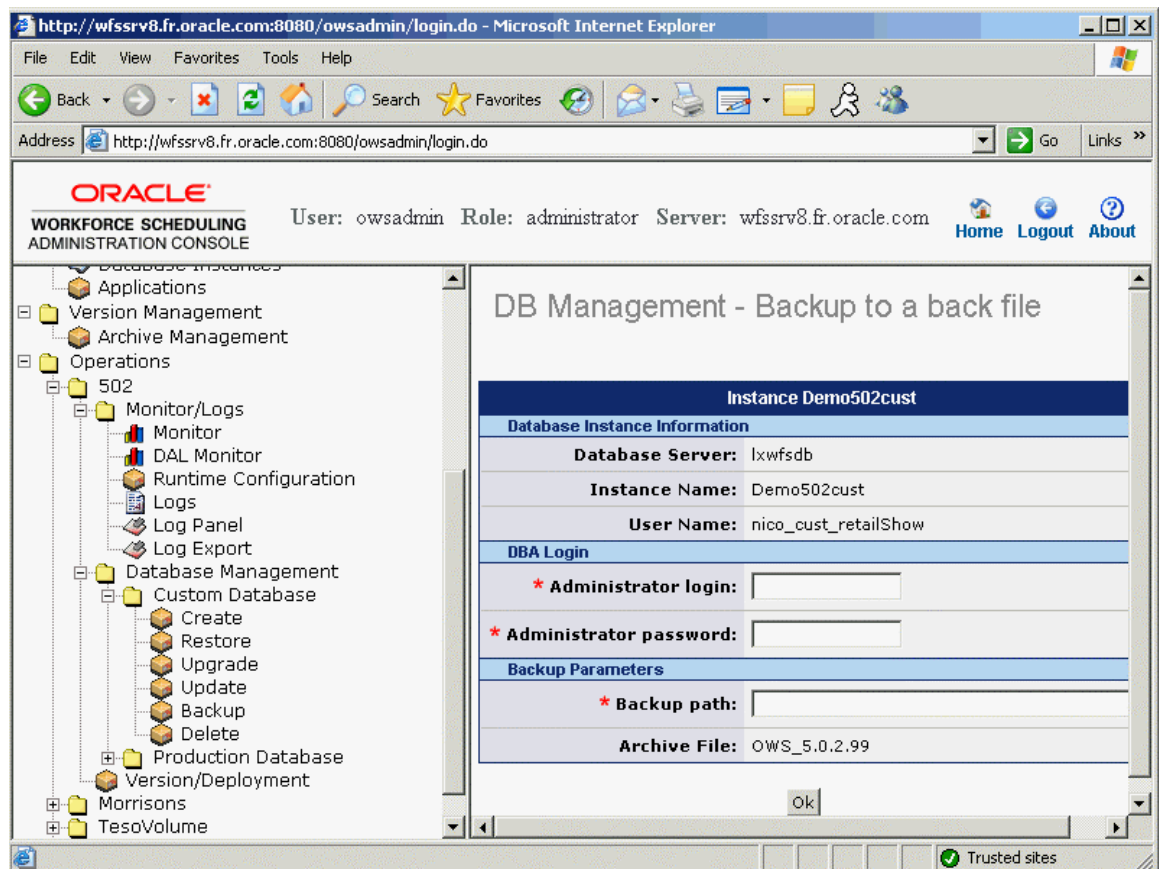 http://wfssrv8.fr.oracle.com:8080/owsadmin/login.do - Microsoft Internet Explorer
File Edit View Favorites Tools Help
Back Search Favorites
Address http://wfssrv8.fr.oracle.com:8080/owsadmin/login.do Go Links »
ORACLE
WORKFORCE SCHEDULING
ADMINISTRATION CONSOLE
User: owsadmin Role: administrator Server: wfssrv8.fr.oracle.com
Home Logout About
Database Instances
Applications
Version Management
Archive Management
Operations
502
Monitor/Logs
Monitor
DAL Monitor
Runtime Configuration
Logs
Log Panel
Log Export
Database Management
Custom Database
Create
Restore
Upgrade
Update
Backup
Delete
Production Database
Version/Deployment
Morrisons
TesoVolume
DB Management - Backup to a back file
Instance Demo502cust
Database Instance Information
Database Server: lxwfsdb
Instance Name: Demo502cust
User Name: nico_cust_retailShow
DBA Login
* Administrator login:
* Administrator password:
Backup Parameters
* Backup path:
Archive File: OWS_5.0.2.99
Ok
Trusted sites